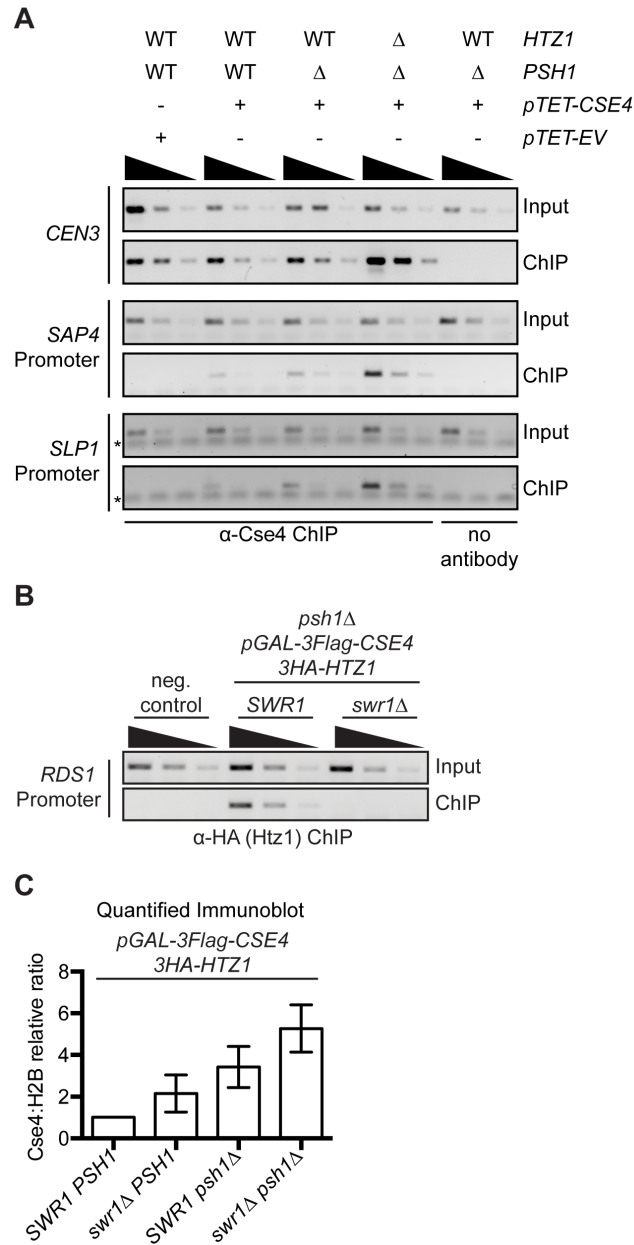 A
WT WT WT Δ WT HTZ1
WT WT Δ Δ Δ PSH1
- + + + + pTET-CSE4
+ - - - - pTET-EV
CEN3
Input
ChIP
SAP4
Promoter
Input
ChIP
SLP1
Promoter
*
Input
*
ChIP
α-Cse4 ChIP
no
antibody
B
psh1Δ
pGAL-3Flag-CSE4
3HA-HTZ1
neg.
control
SWR1 swr1Δ
RDS1
Promoter
Input
ChIP
α-HA (Htz1) ChIP
C
Quantified Immunoblot
pGAL-3Flag-CSE4
3HA-HTZ1
Cse4:H2B relative ratio
8
6
4
2
0
SWR1 PSH1
swr1Δ PSH1
SWR1 psh1Δ
swr1Δ psh1Δ